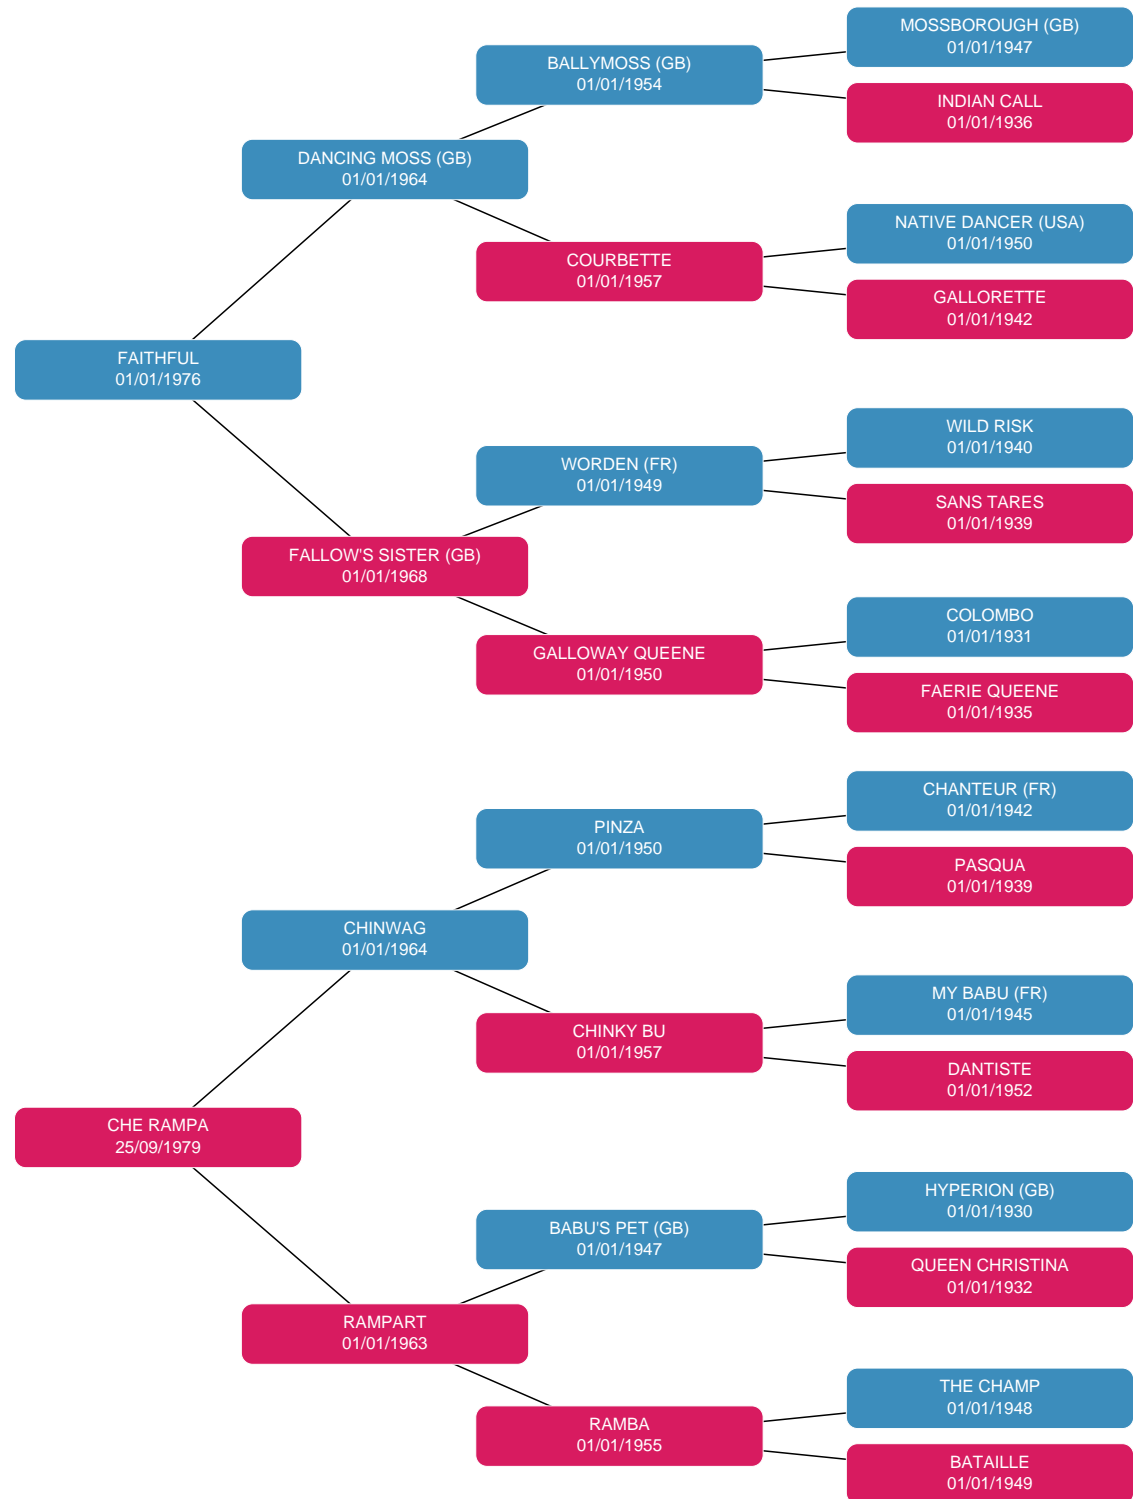 MOSSBOROUGH (GB)
01/01/1947
BALLYMOSS (GB)
01/01/1954
INDIAN CALL
01/01/1936
DANCING MOSS (GB)
01/01/1964
NATIVE DANCER (USA)
01/01/1950
COURBETTE
01/01/1957
GALLORETTE
01/01/1942
FAITHFUL
01/01/1976
WILD RISK
01/01/1940
WORDEN (FR)
01/01/1949
SANS TARES
01/01/1939
FALLOW'S SISTER (GB)
01/01/1968
COLOMBO
01/01/1931
GALLOWAY QUEENE
01/01/1950
FAERIE QUEENE
01/01/1935
CHANTEUR (FR)
01/01/1942
PINZA
01/01/1950
PASQUA
01/01/1939
CHINWAG
01/01/1964
MY BABU (FR)
01/01/1945
CHINKY BU
01/01/1957
DANTISTE
01/01/1952
CHE RAMPA
25/09/1979
HYPERION (GB)
01/01/1930
BABU'S PET (GB)
01/01/1947
QUEEN CHRISTINA
01/01/1932
RAMPART
01/01/1963
THE CHAMP
01/01/1948
RAMBA
01/01/1955
BATAILLE
01/01/1949